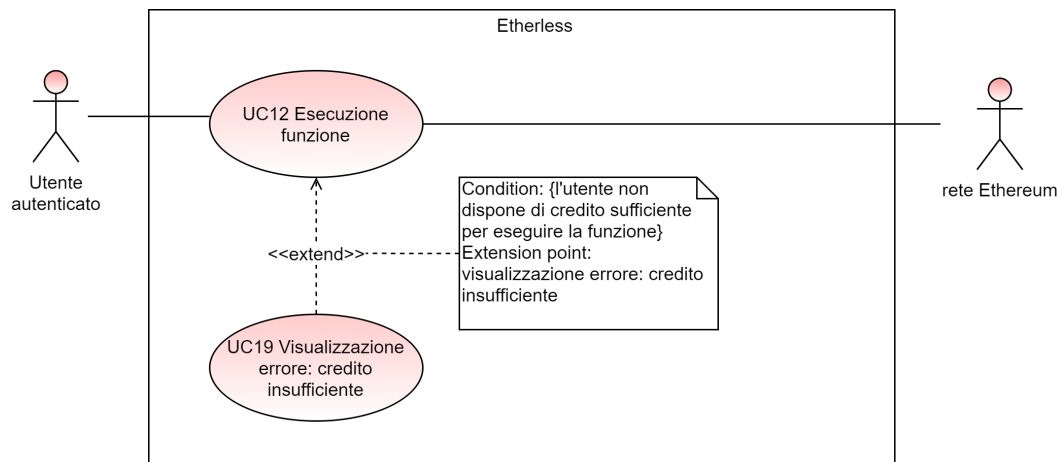 Etherless
UC12 Esecuzione
funzione
Utente
autenticato
rete Ethereum
Condition: {l'utente non
dispone di credito sufficiente
per eseguire la funzione}
Extension point:
visualizzazione errore: credito
insufficiente
<<extend>>
UC19 Visualizzazione
errore: credito
insufficiente